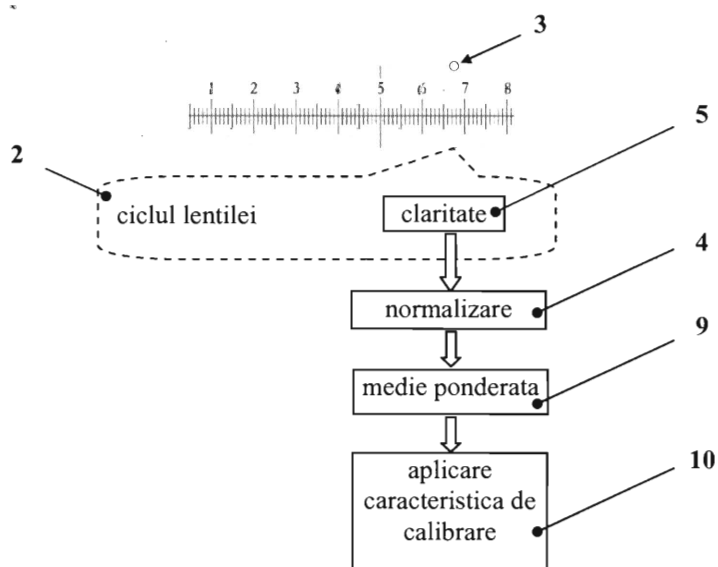 3
1 2 3 4 5 6 7 8
5
2
ciclul lentilei
claritate
4
normalizare
9
medie ponderata
10
aplicare
caracteristica de
calibrare